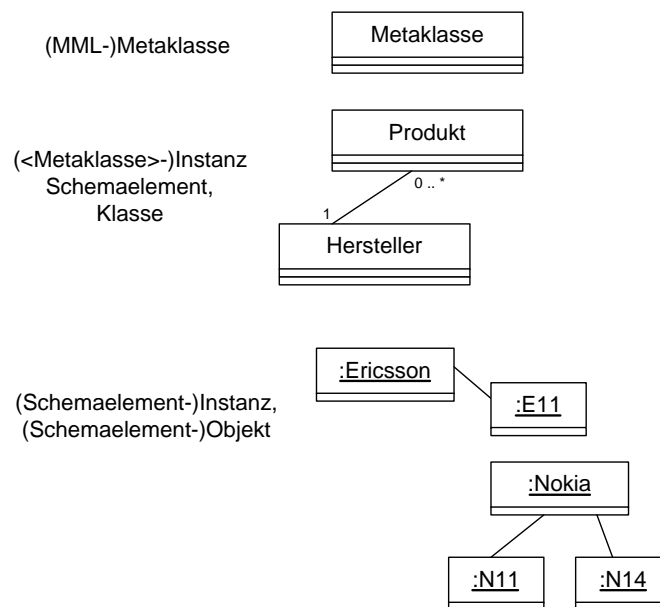 Metaklasse
(MML-)Metaklasse
Produkt
(<Metaklasse>-)Instanz
Schemaelement,
Klasse
0 .. *
1
Hersteller
:Ericsson
:E11
(Schemaelement-)Instanz,
(Schemaelement-)Objekt
:Nokia
:N11
:N14